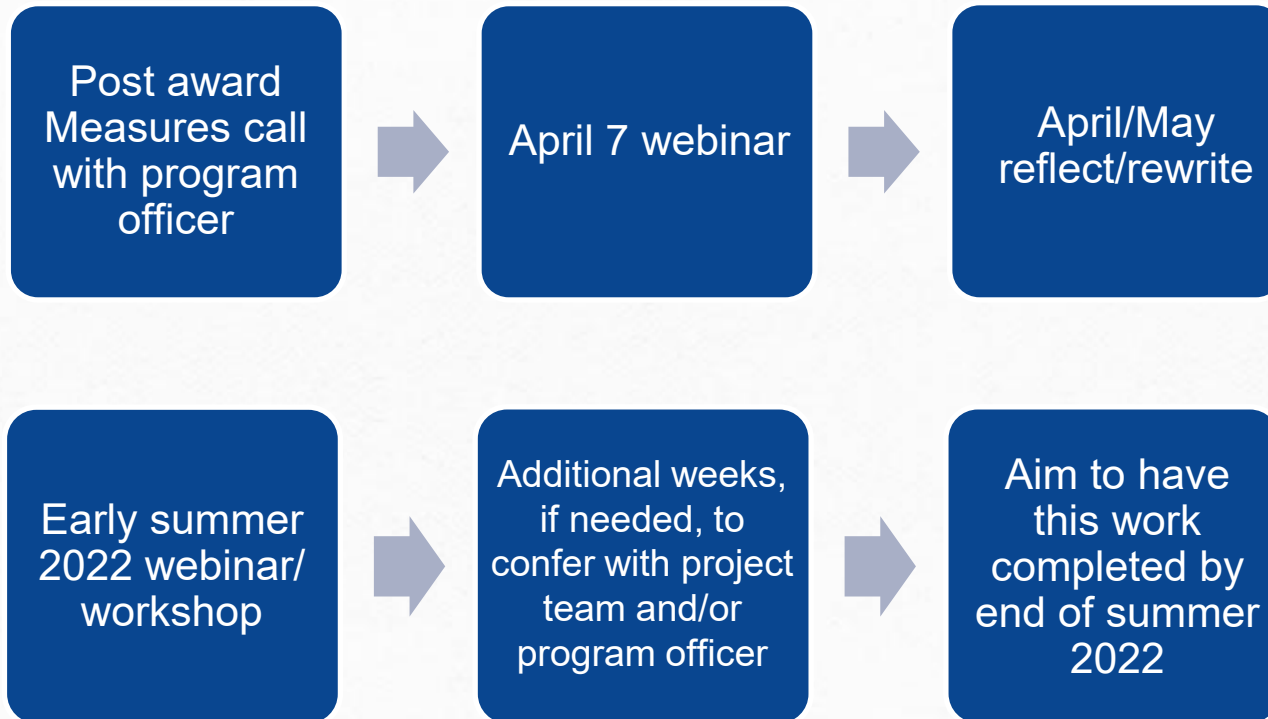 Post award
Measures call
with program
officer
April 7 webinar
April/May
reflect/rewrite
Early summer
2022 webinar/
workshop
Additional weeks,
if needed, to
confer with project
team and/or
program officer
Aim to have
this work
completed by
end of summer
2022